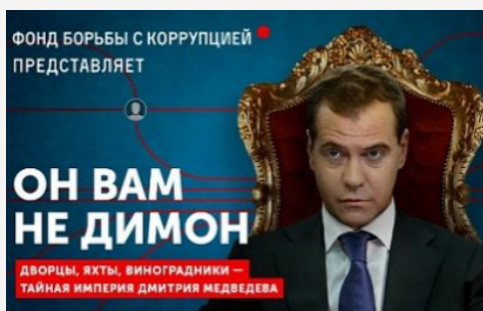 ФОНД БОРЬБЫ С КОРРУПЦИЕЙ
ПРЕДСТАВЛЯЕТ
ОН ВАМ
НЕ ДИМОН
ДВОРЦЫ, ЯХТЫ, ВИНОГРАДНИКИ —
ТАЙНАЯ ИМПЕРИЯ ДМИТРИЯ МЕДВЕДЕВА